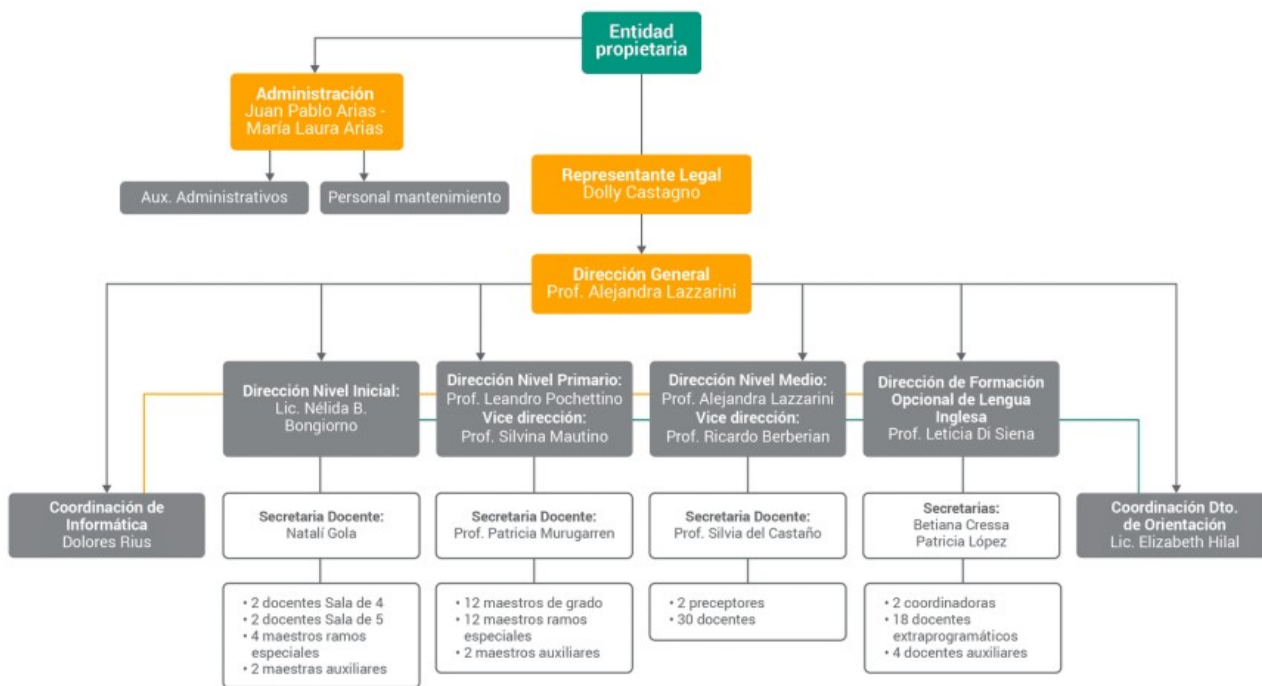 Entidad
propietaria
Administración
Juan Pablo Arias -
María Laura Arias
Aux. Administrativos
Personal mantenimiento
Representante Legal
Dolly Castagno
Dirección General
Prof. Alejandra Lazzarini
Dirección Nivel Inicial:
Lic. Nélida B.
Bongiorno
Dirección Nivel Primario:
Prof. Leandro Pochettino
Vice dirección:
Prof. Silvina Mautino
Dirección Nivel Medio:
Prof. Alejandra Lazzarini
Vice dirección:
Prof. Ricardo Berberian
Dirección de Formación
Opcional de Lengua
Inglesa
Prof. Leticia Di Siena
Coordinación de
Informática
Dolores Rius
Secretaria Docente:
Natalí Gola
Secretaria Docente:
Prof. Patricia Murugarren
Secretaria Docente:
Prof. Silvia del Castaño
Secretarias:
Betiana Cressa
Patricia López
Coordinación Dto.
de Orientación
Lic. Elizabeth Hilal
• 2 docentes Sala de 4
• 2 docentes Sala de 5
• 4 maestros ramos
especiales
• 2 maestras auxiliares
• 12 maestros de grado
• 12 maestros ramos
especiales
• 2 maestros auxiliares
• 2 preceptores
• 30 docentes
• 2 coordinadoras
• 18 docentes
extraprogramáticos
• 4 docentes auxiliares